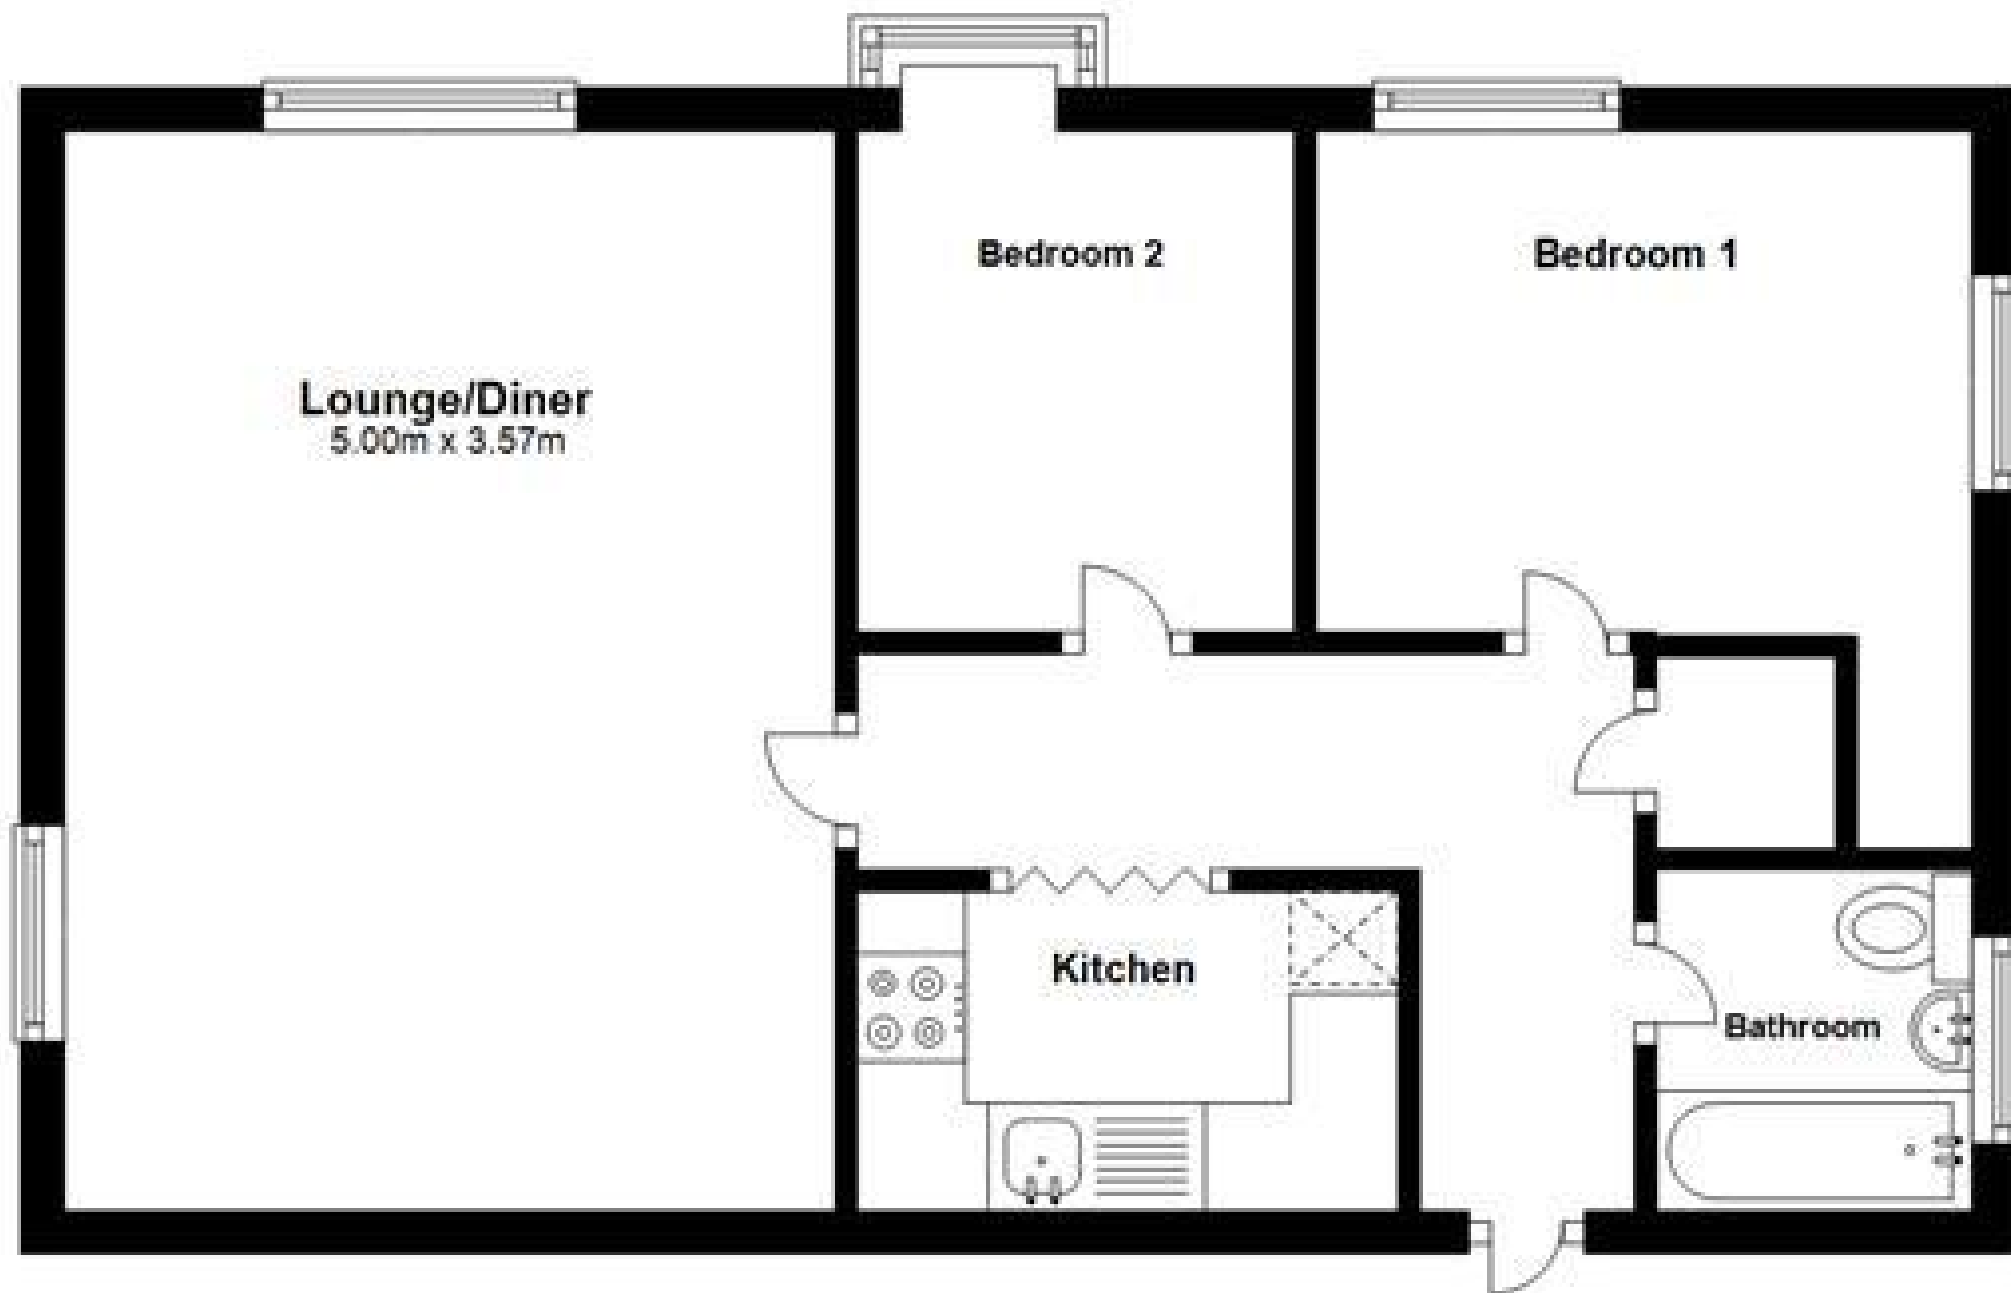 Bedroom 2
Bedroom 1
Lounge/Diner
5.00m x 3.57m
Kitchen
Bathroom